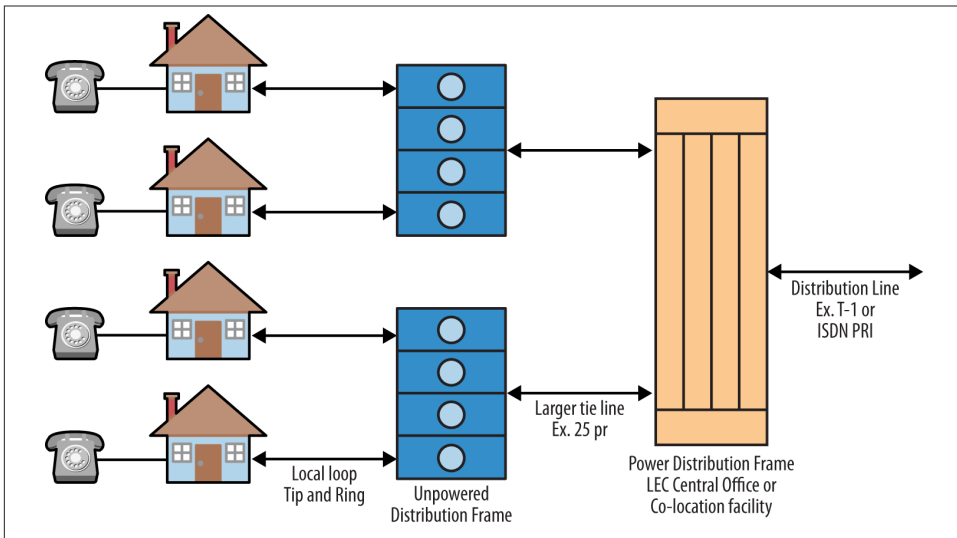 Distribution Line
Ex. T-1 or
ISDN PRI
Larger tie line
Ex. 25 pr
Local loop
Tip and Ring
Unpowered
Distribution Frame
Power Distribution Frame
LEC Central Office or
Co-location facility